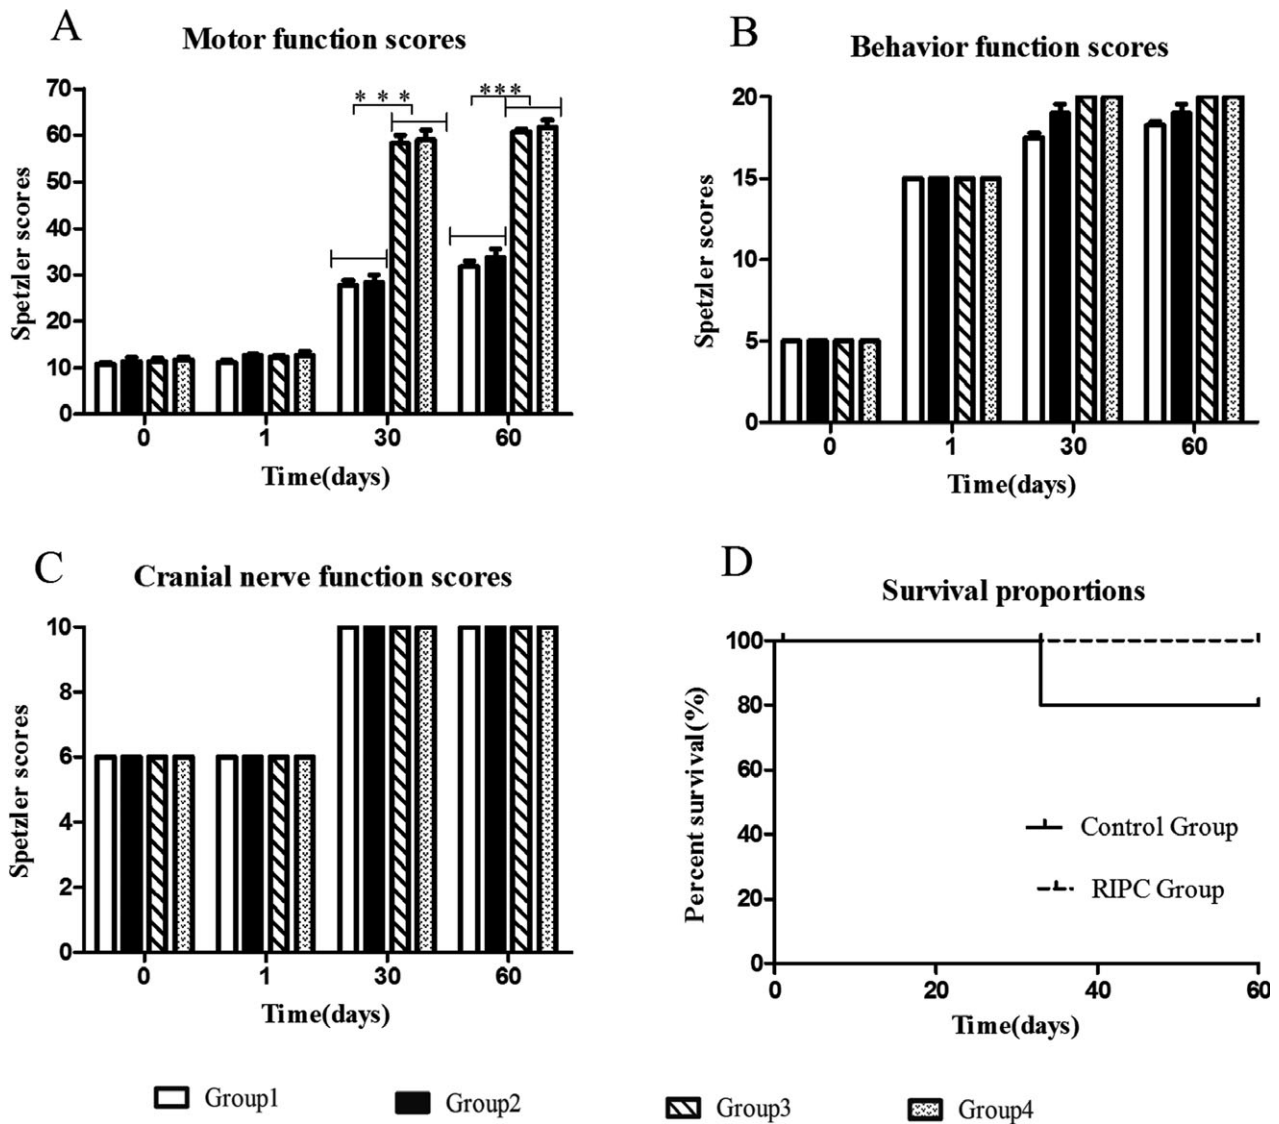 A
Motor function scores
Spetzler scores
70
60
50
40
30
20
10
0
* * *
***
0 1 30 60
Time(days)
B
Behavior function scores
Spetzler scores
20
15
10
5
0
0 1 30 60
Time(days)
C
Cranial nerve function scores
Spetzler scores
10
8
6
4
2
0
0 1 30 60
Time(days)
D
Survival proportions
Percent survival(%)
100
80
60
40
20
0
Control Group
RIPC Group
0 20 40 60
Time(days)
Group1 Group2 Group3 Group4